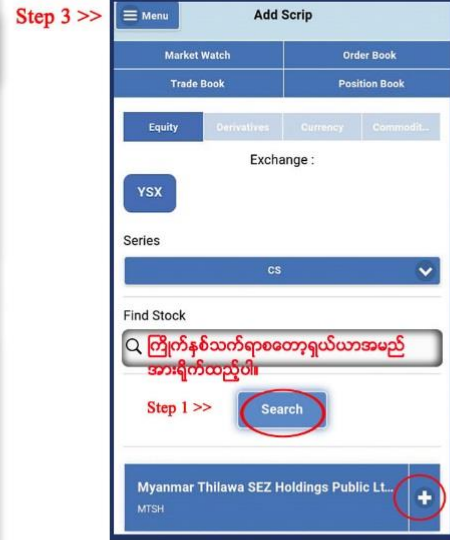 Step 3 >>
Menu
Add Scrip
Market Watch
Order Book
Trade Book
Position Book
Equity
Derivatives
Currency
Commodit...
Exchange :
YSX
Series
CS
Find Stock
ကြိုက်နှစ်သက်ရာစတော့ရှယ်ယာအမည်
အားရိုက်ထည့်ပါ။
Step 1 >>
Search
Myanmar Thilawa SEZ Holdings Public Lt...
MTSH